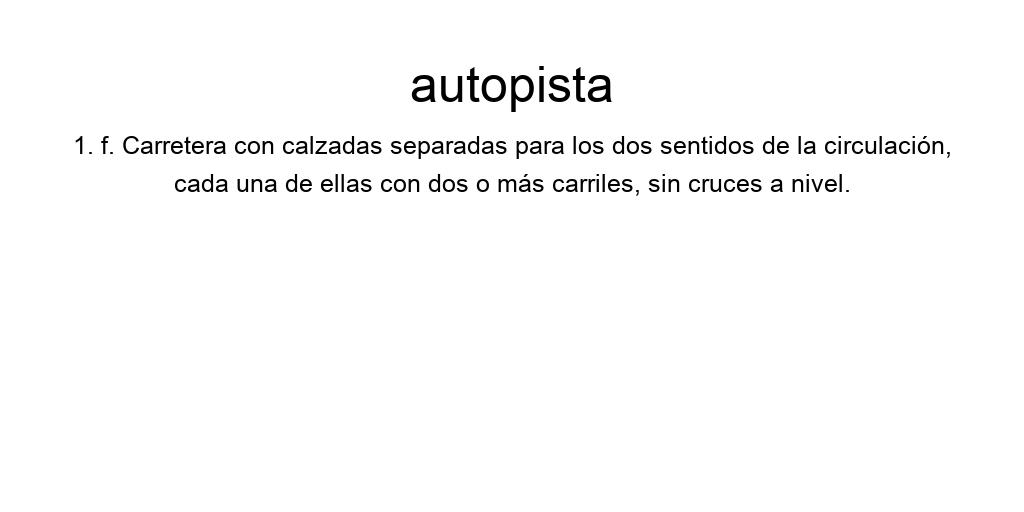 autopista
1. f. Carretera con calzadas separadas para los dos sentidos de la circulación,
cada una de ellas con dos o más carriles, sin cruces a nivel.